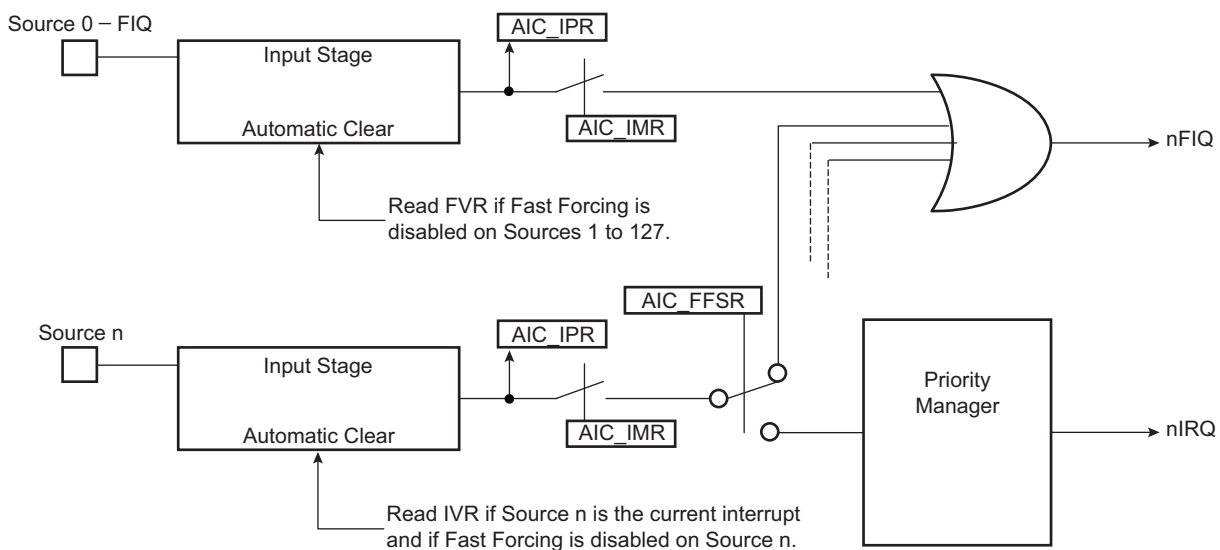 Source 0 – FIQ
AIC_IPR
Input Stage
Automatic Clear
AIC_IMR
nFIQ
Read FVR if Fast Forcing is
disabled on Sources 1 to 127.
AIC_FFSR
Source n
AIC_IPR
Input Stage
Priority
Manager
Automatic Clear
AIC_IMR
nIRQ
Read IVR if Source n is the current interrupt
and if Fast Forcing is disabled on Source n.